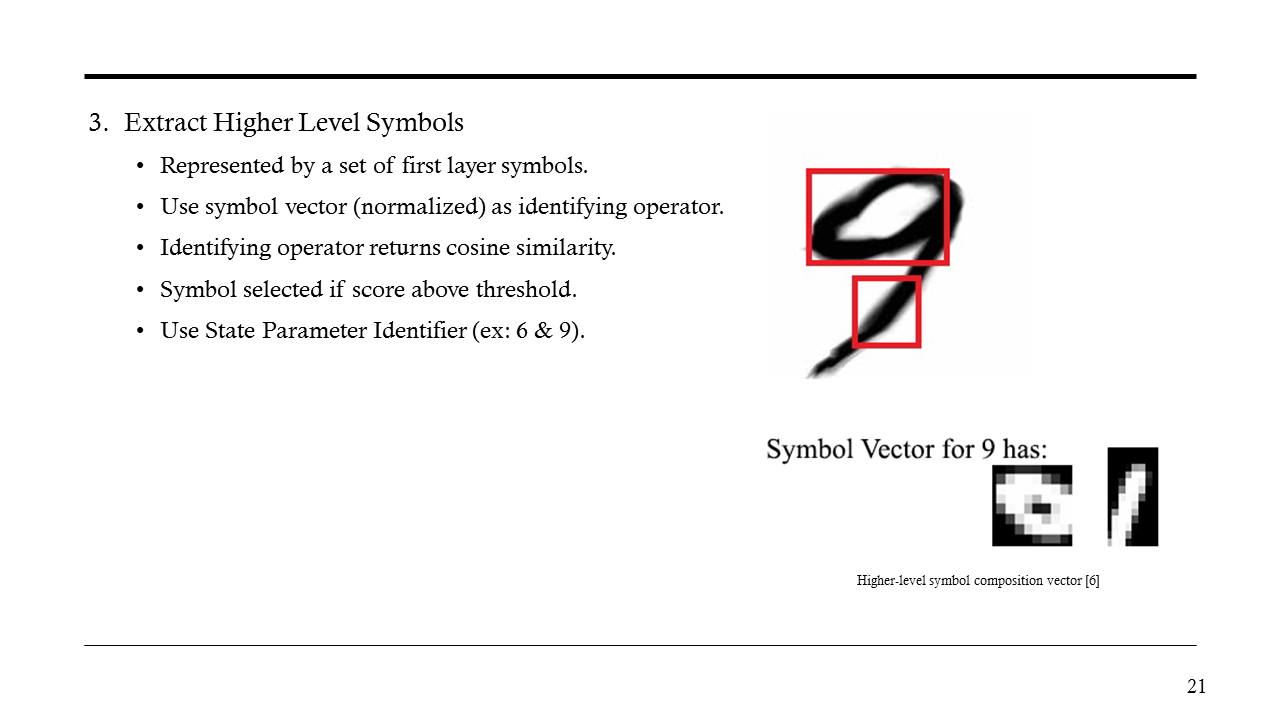 3. Extract Higher Level Symbols
• Represented by a set of first layer symbols.
• Use symbol vector (normalized) as identifying operator.
• Identifying operator returns cosine similarity.
• Symbol selected if score above threshold.
• Use State Parameter Identifier (ex: 6 & 9).
9
Symbol Vector for 9 has:
Higher-level symbol composition vector [6]
21